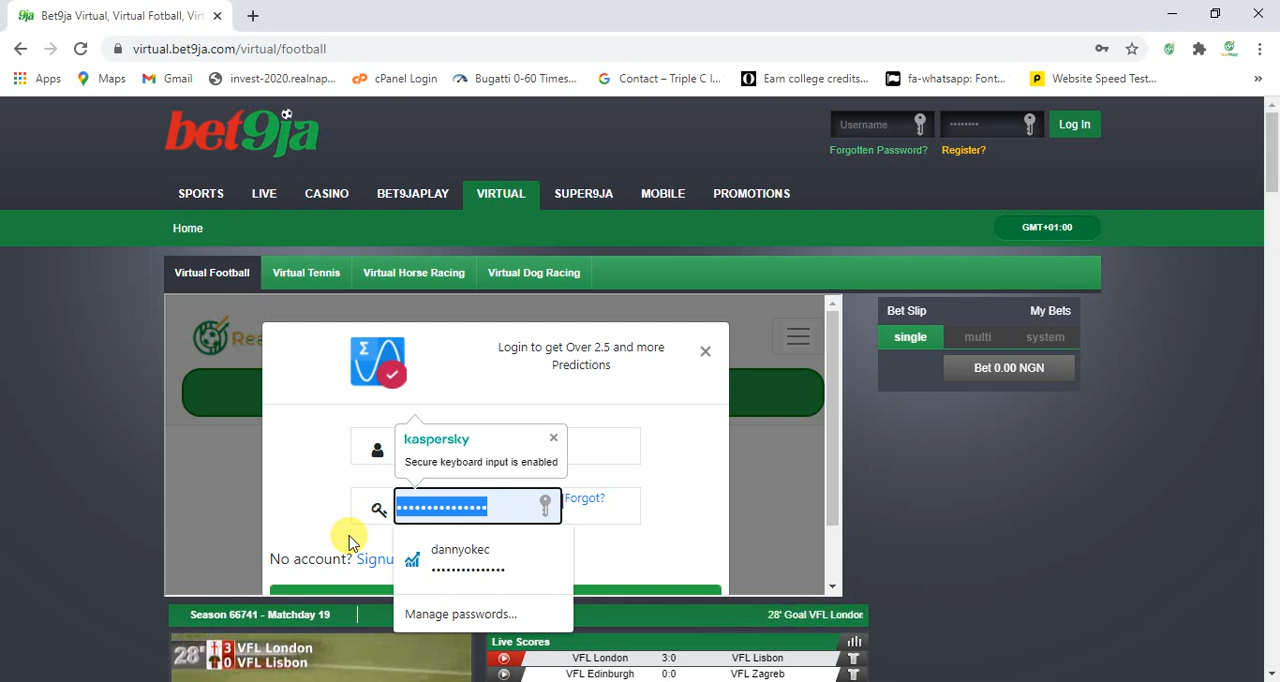 Bet9ja Virtual, Virtual Fotball, Vir
virtual.bet9ja.com/virtual/football
Apps
Maps
Gmail
invest-2020.realnap...
cPanel Login
Bugatti 0-60 Times...
Contact – Triple C I...
Earn college credits...
fa-whatsapp: Font...
Website Speed Test...
»
bet9ja
Username
Log In
Forgotten Password?
Register?
SPORTS
LIVE
CASINO
BET9JAPLAY
VIRTUAL
SUPER9JA
MOBILE
PROMOTIONS
Home
GMT+01:00
Virtual Football
Virtual Tennis
Virtual Horse Racing
Virtual Dog Racing
Bet Slip
My Bets
single
multi
system
Bet 0.00 NGN
Rea
Login to get Over 2.5 and more
Predictions
kaspersky
Secure keyboard input is enabled
Forgot?
No account? Signu
dannyokec
Manage passwords...
Season 66741 - Matchday 19
28' Goal VFL London
28'
3 VFL London
0 VFL Lisbon
Live Scores
VFL London 3:0 VFL Lisbon
VFL Edinburgh 0:0 VFL Zagreb